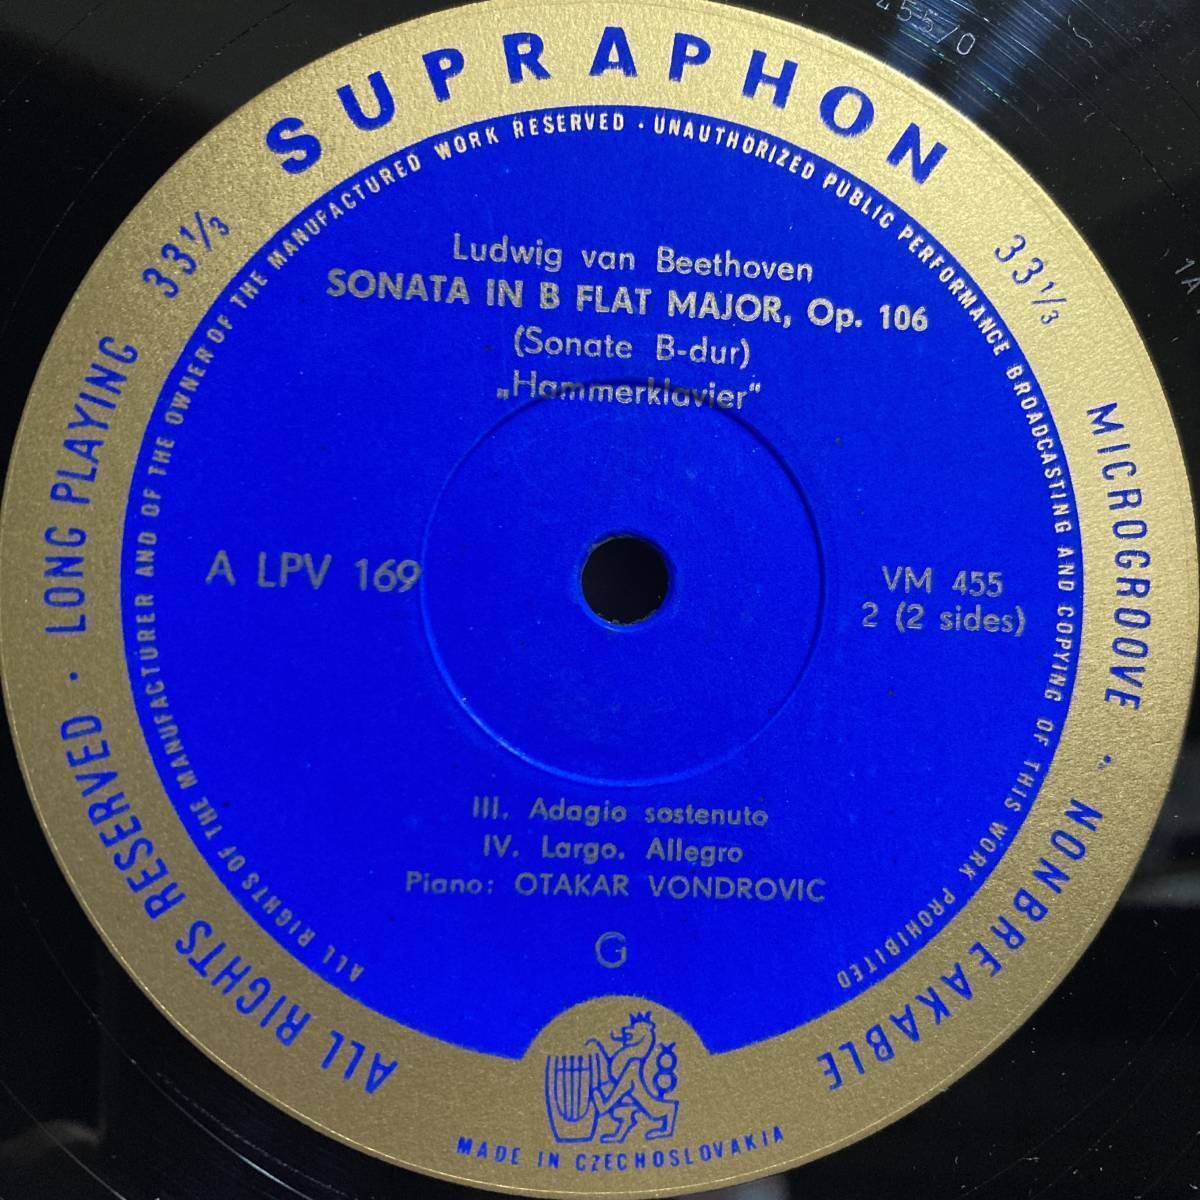 SUPRAPHON
33⅓
33⅓
ALL RIGHTS RESERVED · LONG PLAYING
MICROGROOVE · NONBREAKABLE
ALL RIGHTS OF THE MANUFACTURER AND OF THE OWNER OF THE MANUFACTURED WORK RESERVED · UNAUTHORIZED PUBLIC PERFORMANCE BROADCASTING AND COPYING OF THIS WORK PROHIBITED
Ludwig van Beethoven
SONATA IN B FLAT MAJOR, Op. 106
(Sonate B-dur)
„Hammerklavier“
A LPV 169
VM 455
2 (2 sides)
III. Adagio sostenuto
IV. Largo. Allegro
Piano: OTAKAR VONDROVIC
G
MADE IN CZECHOSLOVAKIA
1A